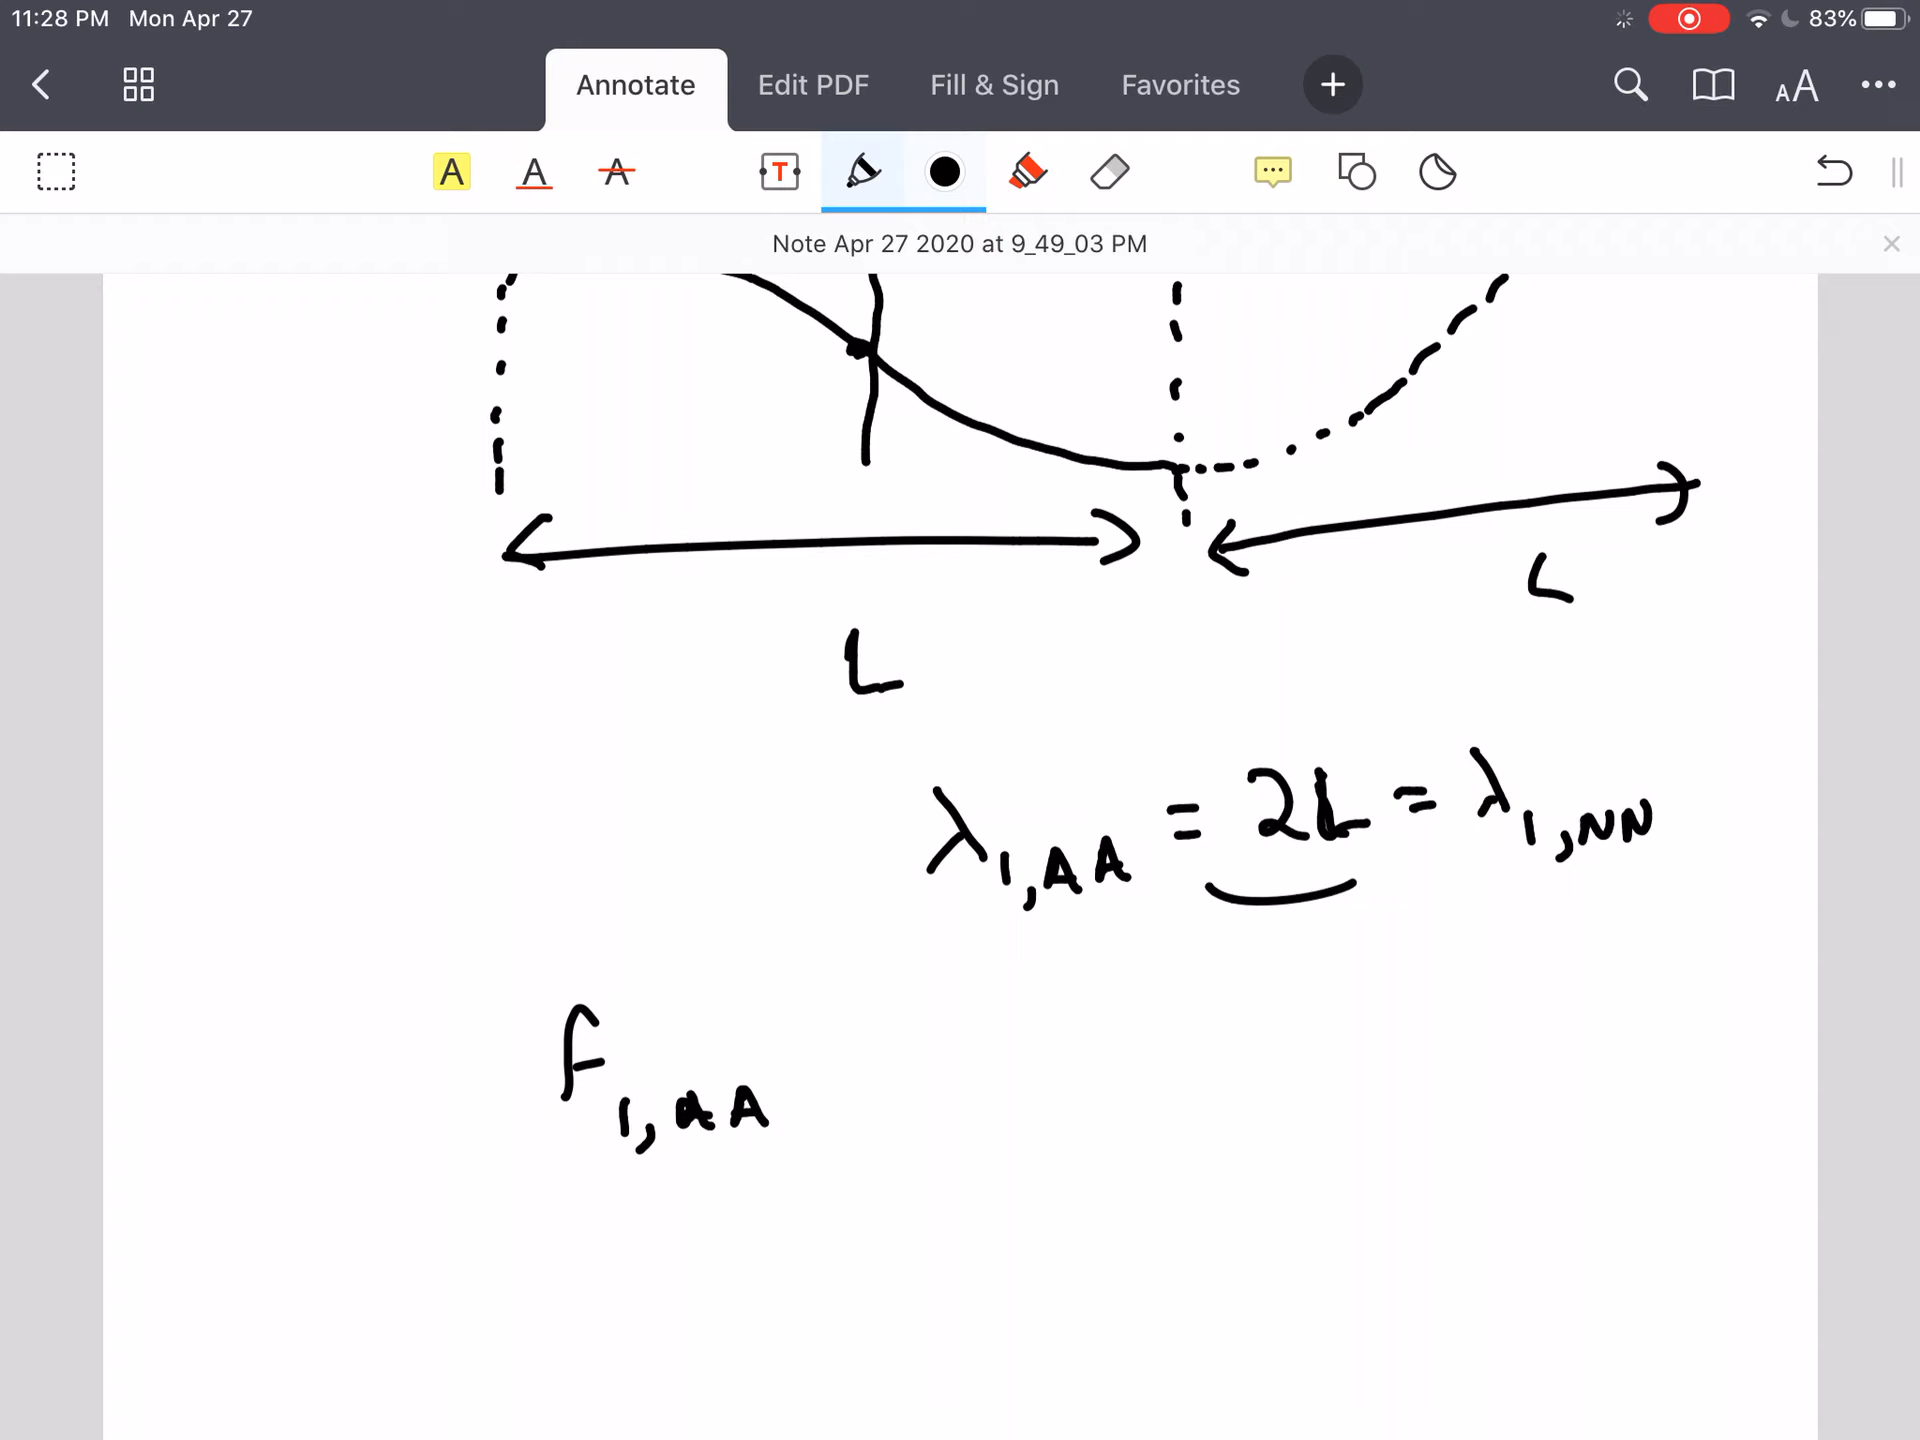 11:28 PM Mon Apr 27 83%
Annotate Edit PDF Fill & Sign Favorites
A A A T AA
Note Apr 27 2020 at 9_49_03 PM
L
L
λ1,AA = 2L = λ1,NN
f1,AA